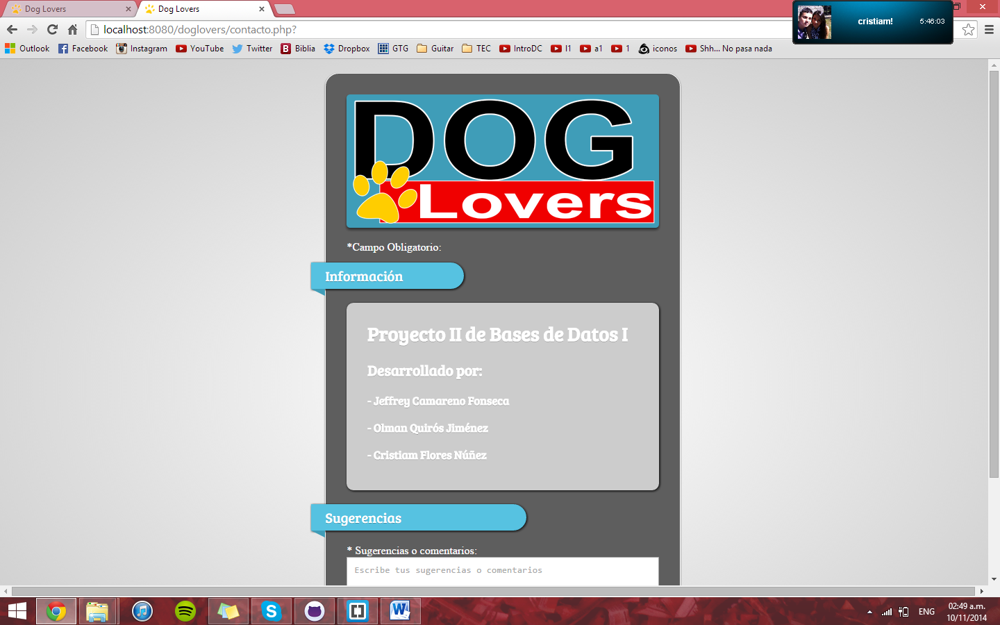 Dog Lovers
Dog Lovers
cristiam!
5:46:03
localhost:8080/doglovers/contacto.php?
Outlook
Facebook
Instagram
YouTube
Twitter
Biblia
Dropbox
GTG
Guitar
TEC
IntroDC
I1
a1
1
iconos
Shh... No pasa nada
DOG
Lovers
*Campo Obligatorio:
Información
Proyecto II de Bases de Datos I
Desarrollado por:
- Jeffrey Camareno Fonseca
- Olman Quirós Jiménez
- Cristiam Flores Núñez
Sugerencias
* Sugerencias o comentarios:
Escribe tus sugerencias o comentarios
ENG
02:49 a.m.
10/11/2014